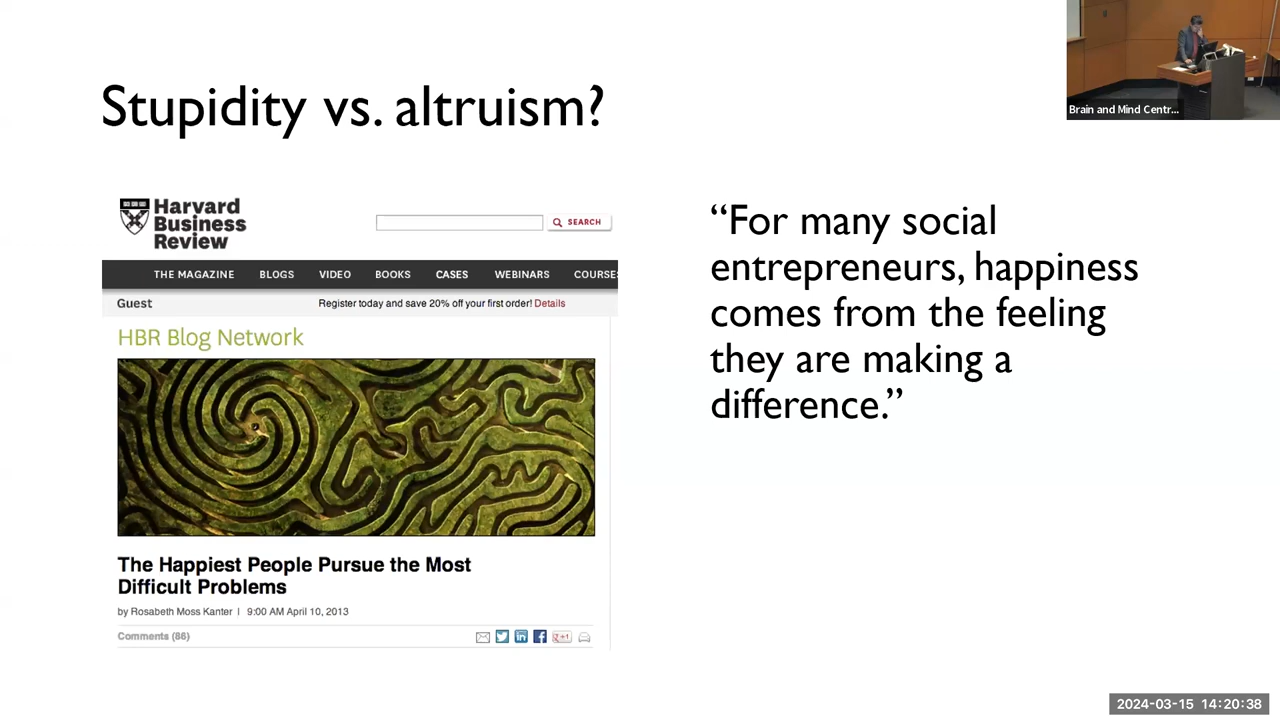 Stupidity vs. altruism?
Brain and Mind Centr...
Harvard
Business
Review
SEARCH
THE MAGAZINE BLOGS VIDEO BOOKS CASES WEBINARS COURSES
Guest Register today and save 20% off your first order! Details
HBR Blog Network
The Happiest People Pursue the Most
Difficult Problems
by Rosabeth Moss Kanter | 9:00 AM April 10, 2013
Comments (86)
g+1
“For many social
entrepreneurs, happiness
comes from the feeling
they are making a
difference.”
2024-03-15 14:20:38